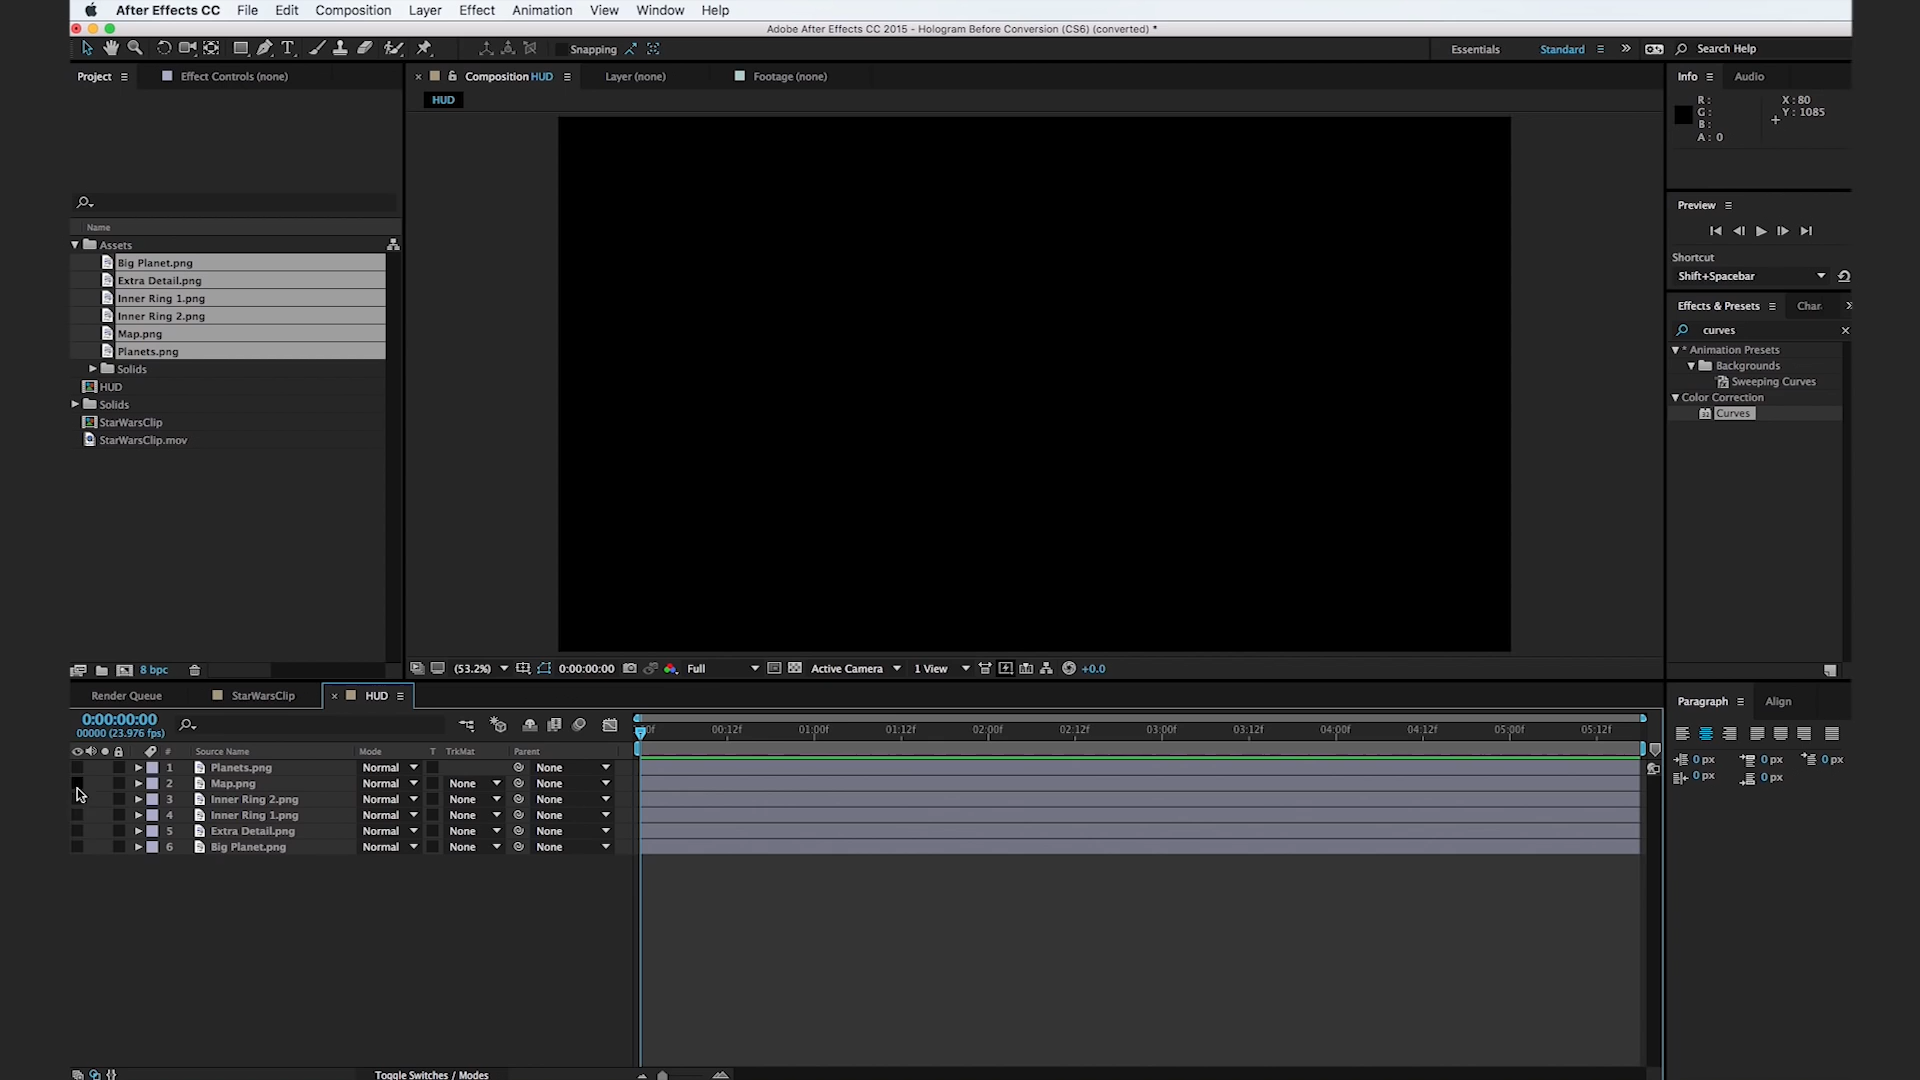 After Effects CC File Edit Composition Layer Effect Animation View Window Help
Adobe After Effects CC 2015 - Hologram Before Conversion (CS6) (converted) *
Snapping
Essentials Standard Search Help
Project Effect Controls (none)
Composition HUD Layer (none) Footage (none)
HUD
Info Audio
R: X : 80
G: Y : 1085
B:
A : 0
Preview
Shortcut
Shift+Spacebar
Effects & Presets Char
curves
* Animation Presets
Backgrounds
Sweeping Curves
Color Correction
Curves
Name
Assets
Big Planet.png
Extra Detail.png
Inner Ring 1.png
Inner Ring 2.png
Map.png
Planets.png
Solids
HUD
Solids
StarWarsClip
StarWarsClip.mov
8 bpc
(53.2%) 0:00:00:00 Full Active Camera 1 View +0.0
Render Queue StarWarsClip HUD
0:00:00:00
00000 (23.976 fps)
00f 00:12f 01:00f 01:12f 02:00f 02:12f 03:00f 03:12f 04:00f 04:12f 05:00f 05:12f
# Source Name Mode T TrkMat Parent
1 Planets.png Normal None
2 Map.png Normal None None
3 Inner Ring 2.png Normal None None
4 Inner Ring 1.png Normal None None
5 Extra Detail.png Normal None None
6 Big Planet.png Normal None None
Paragraph Align
0 px 0 px 0 px
0 px 0 px
Toggle Switches / Modes